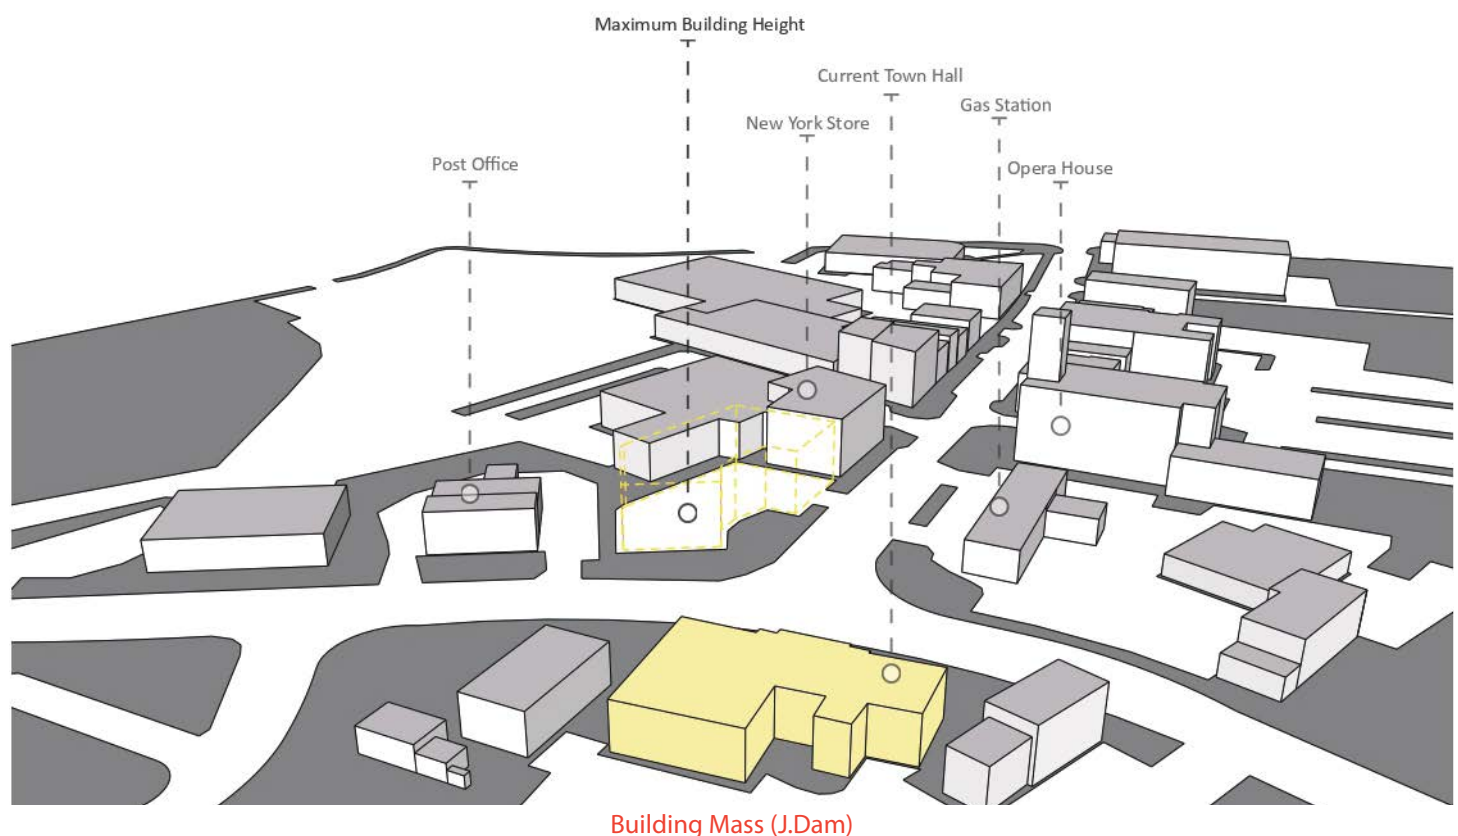 Maximum Building Height
Current Town Hall
Gas Station
New York Store
Post Office
Opera House
Building Mass (J.Dam)